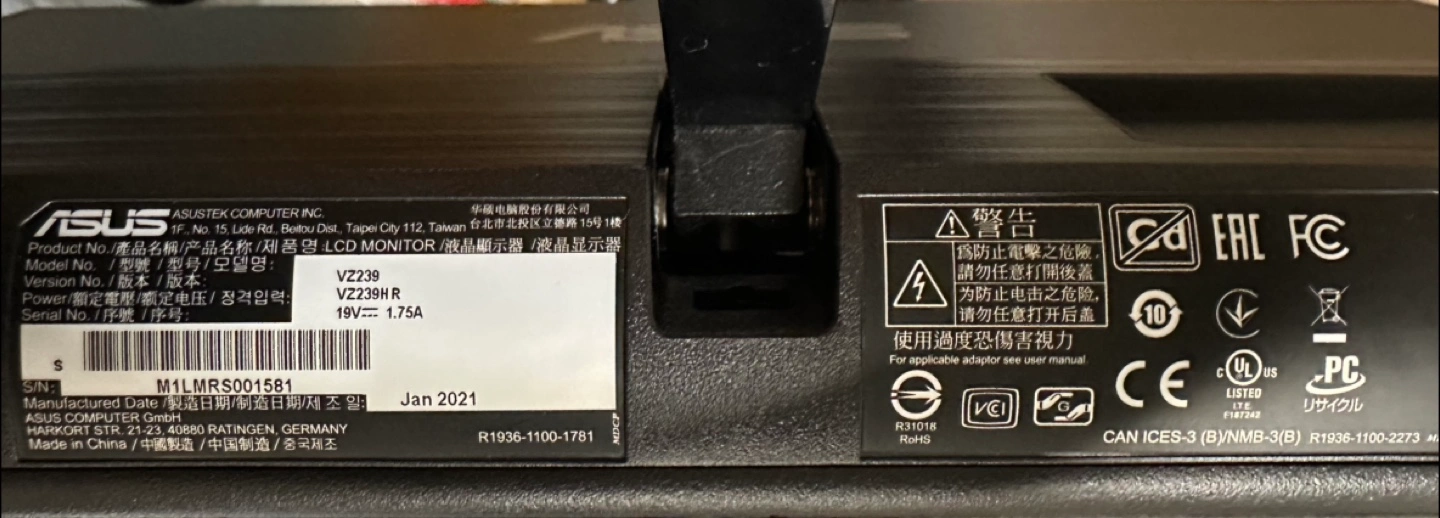 ASUS ASUSTEK COMPUTER INC. 华硕电脑股份有限公司
1F., No. 15, Lide Rd., Beitou Dist., Taipei City 112, Taiwan 台北市北投区立德路15号1楼
Product No./產品名稱/产品名称/제품명:LCD MONITOR /液晶顯示器 /液晶显示器
Model No. /型號 /型号/모델명: VZ239
Version No./版本 /版本: VZ239HR
Power/額定電壓/额定电压/정격입력: 19V⎓ 1.75A
Serial No. /序號 /序号:
S
S/N: M1LMRS001581
Manufactured Date /製造日期/制造日期/제조일: Jan 2021
ASUS COMPUTER GmbH
HARKORT STR. 21-23, 40880 RATINGEN, GERMANY
Made in China /中國製造 /中国制造 /중국제조
R1936-1100-1781
MDCP
警告
為防止電擊之危險,
請勿任意打開後蓋
为防止电击之危险,
请勿任意打开后盖
使用過度恐傷害視力
For applicable adaptor see user manual.
Cd EAC FC
10
R31018
RoHS
VCI
CE
C UL US
LISTED
I.T.E.
E187242
PC
リサイクル
CAN ICES-3 (B)/NMB-3(B) R1936-1100-2273